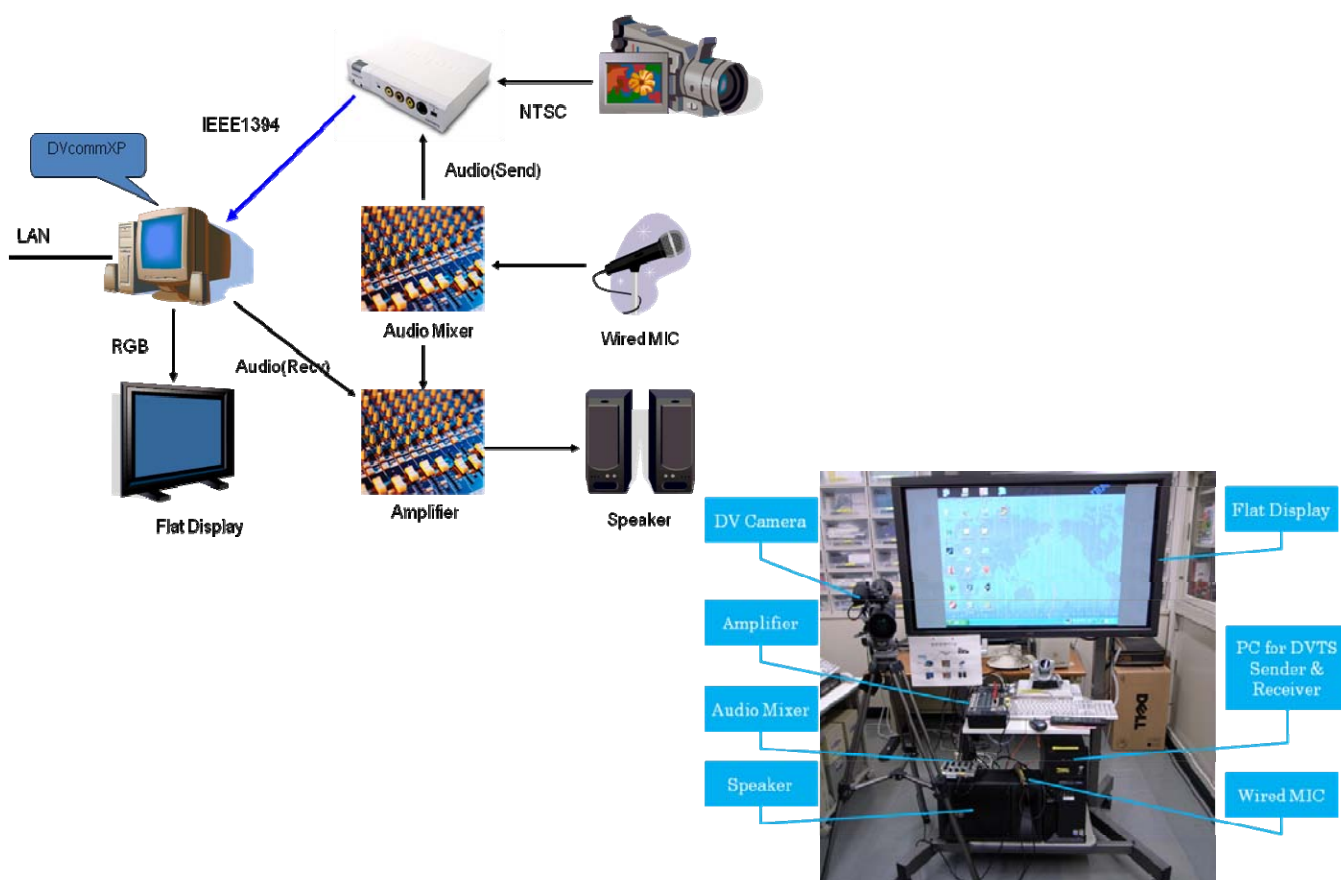 NTSC
IEEE1394
DVcommXP
Audio(Send)
LAN
Audio Mixer
Wired MIC
RGB
Audio(Recv)
Flat Display
Amplifier
Speaker
DV Camera
Flat Display
Amplifier
PC for DVTS
Sender &
Receiver
Audio Mixer
Speaker
Wired MIC
DELL